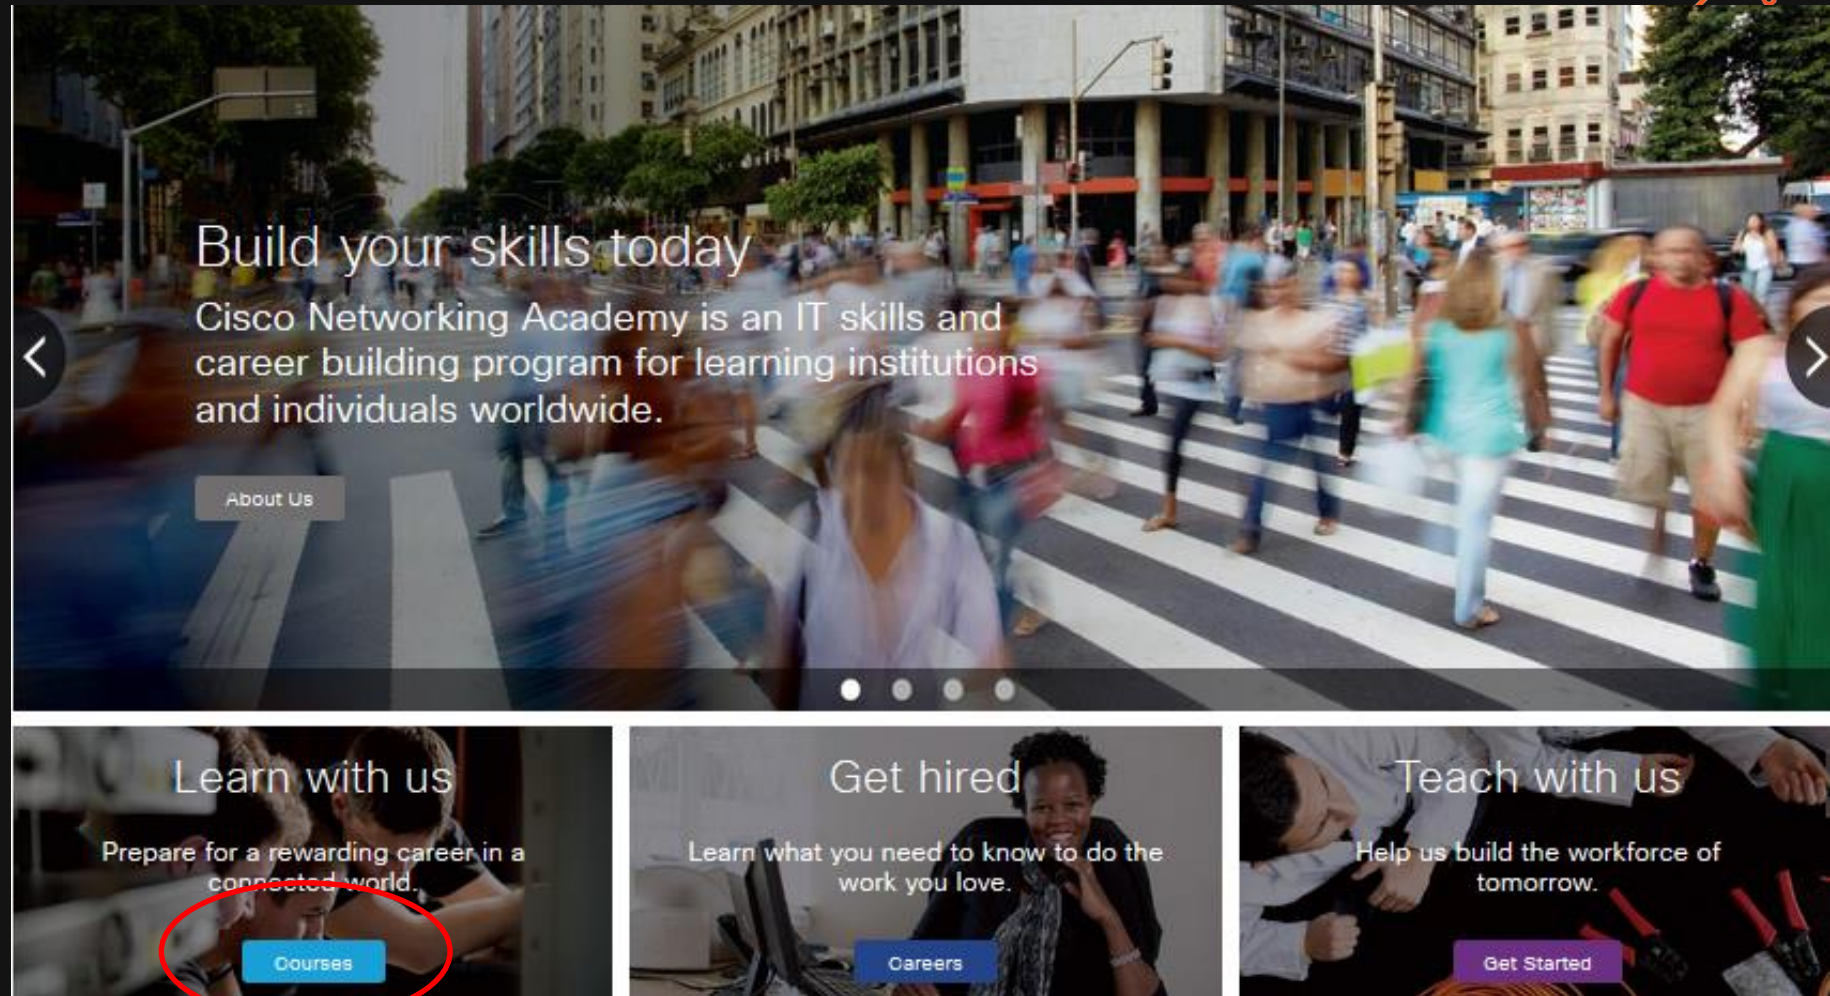 Build your skills today
Cisco Networking Academy is an IT skills and
career building program for learning institutions
and individuals worldwide.
About Us
Learn with us
Prepare for a rewarding career in a
connected world.
Courses
Get hired
Learn what you need to know to do the
work you love.
Careers
Teach with us
Help us build the workforce of
tomorrow.
Get Started